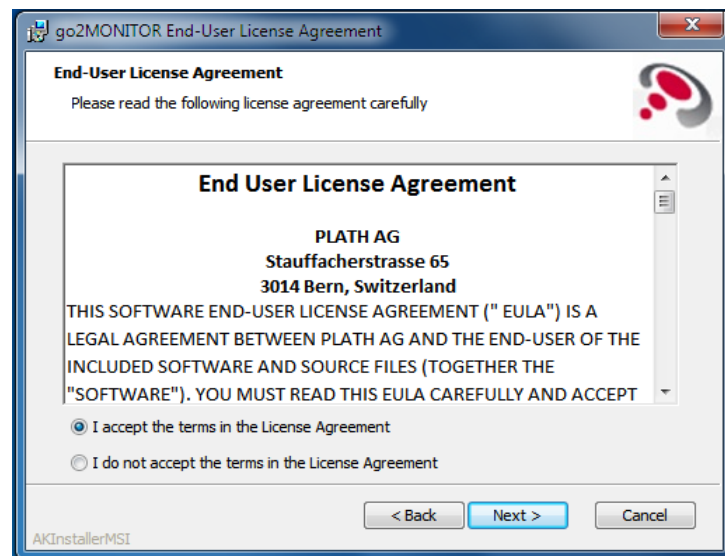 go2MONITOR End-User License Agreement
End-User License Agreement
Please read the following license agreement carefully
End User License Agreement
PLATH AG
Stauffacherstrasse 65
3014 Bern, Switzerland
THIS SOFTWARE END-USER LICENSE AGREEMENT (" EULA") IS A
LEGAL AGREEMENT BETWEEN PLATH AG AND THE END-USER OF THE
INCLUDED SOFTWARE AND SOURCE FILES (TOGETHER THE
"SOFTWARE"). YOU MUST READ THIS EULA CAREFULLY AND ACCEPT
I accept the terms in the License Agreement
I do not accept the terms in the License Agreement
< Back Next > Cancel
AKInstallerMSI